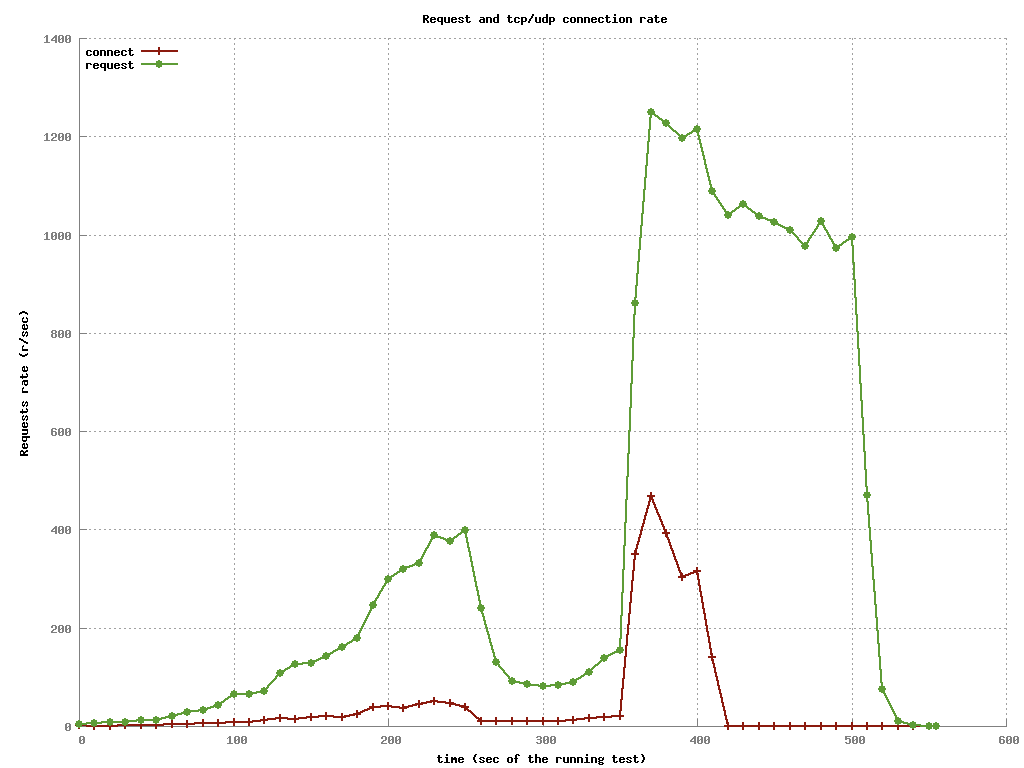 Request and tcp/udp connection rate
connect
request
1400
1200
1000
800
600
400
200
0
Requests rate (r/sec)
0 100 200 300 400 500 600
time (sec of the running test)